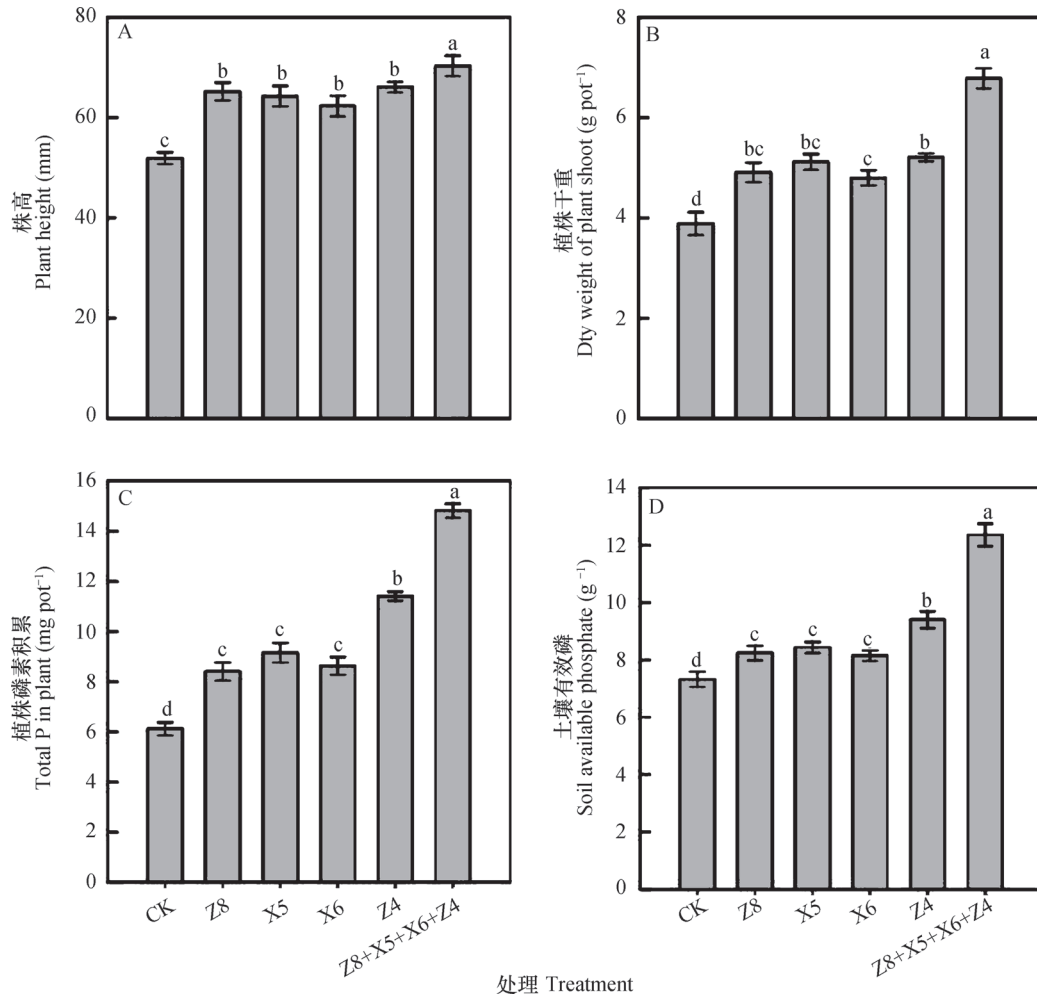 A
80
60
40
20
0
株高
Plant height (mm)
c
b
b
b
b
a
B
8
6
4
2
0
植株干重
Dty weight of plant shoot (g pot⁻¹)
d
bc
bc
c
b
a
C
16
14
12
10
8
6
4
2
0
植株磷素积累
Total P in plant (mg pot⁻¹)
d
c
c
c
b
a
CK
Z8
X5
X6
Z4
Z8+X5+X6+Z4
D
14
12
10
8
6
4
2
0
土壤有效磷
Soil available phosphate (g ⁻¹)
d
c
c
c
b
a
CK
Z8
X5
X6
Z4
Z8+X5+X6+Z4
处理 Treatment